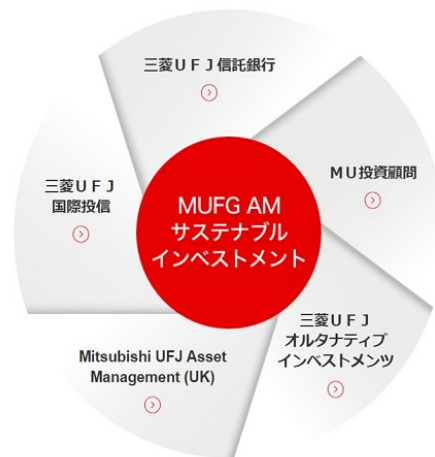 三菱ＵＦＪ信託銀行
ＭＵ投資顧問
三菱ＵＦＪ
国際投信
MUFG AM
サステナブル
インベストメント
三菱ＵＦＪ
オルタナティブ
インベストメンツ
Mitsubishi UFJ Asset
Management (UK)